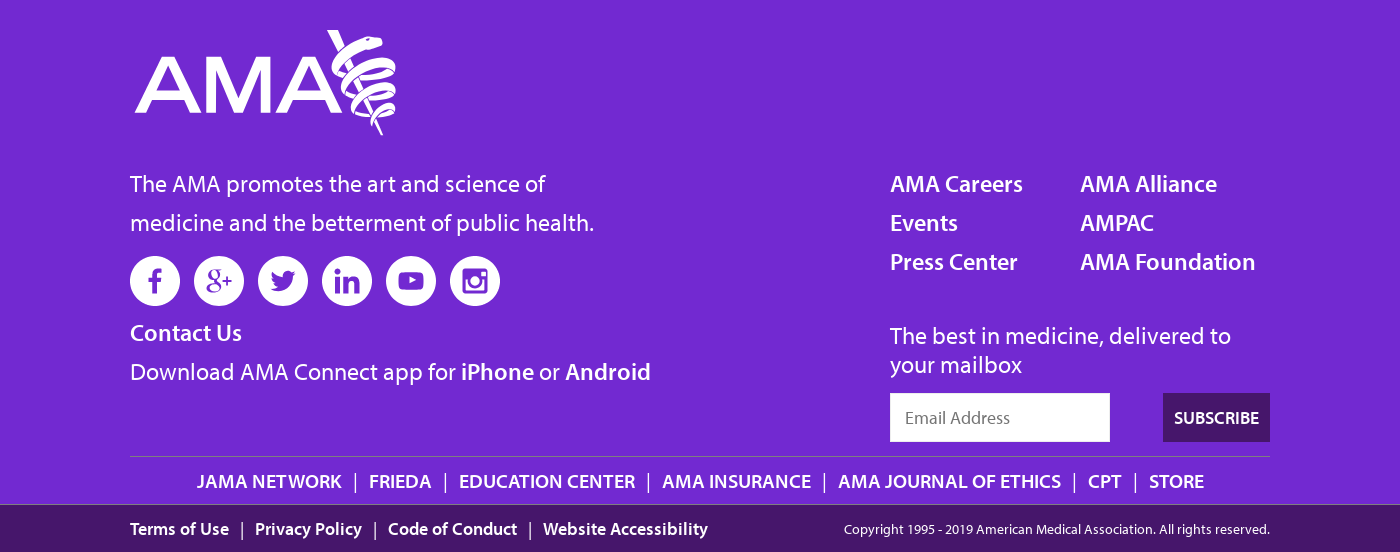 AMA
The AMA promotes the art and science of
medicine and the betterment of public health.
Contact Us
Download AMA Connect app for iPhone or Android
AMA Careers
Events
Press Center
AMA Alliance
AMPAC
AMA Foundation
The best in medicine, delivered to
your mailbox
Email Address
SUBSCRIBE
JAMA NETWORK | FRIEDA | EDUCATION CENTER | AMA INSURANCE | AMA JOURNAL OF ETHICS | CPT | STORE
Terms of Use | Privacy Policy | Code of Conduct | Website Accessibility
Copyright 1995 - 2019 American Medical Association. All rights reserved.